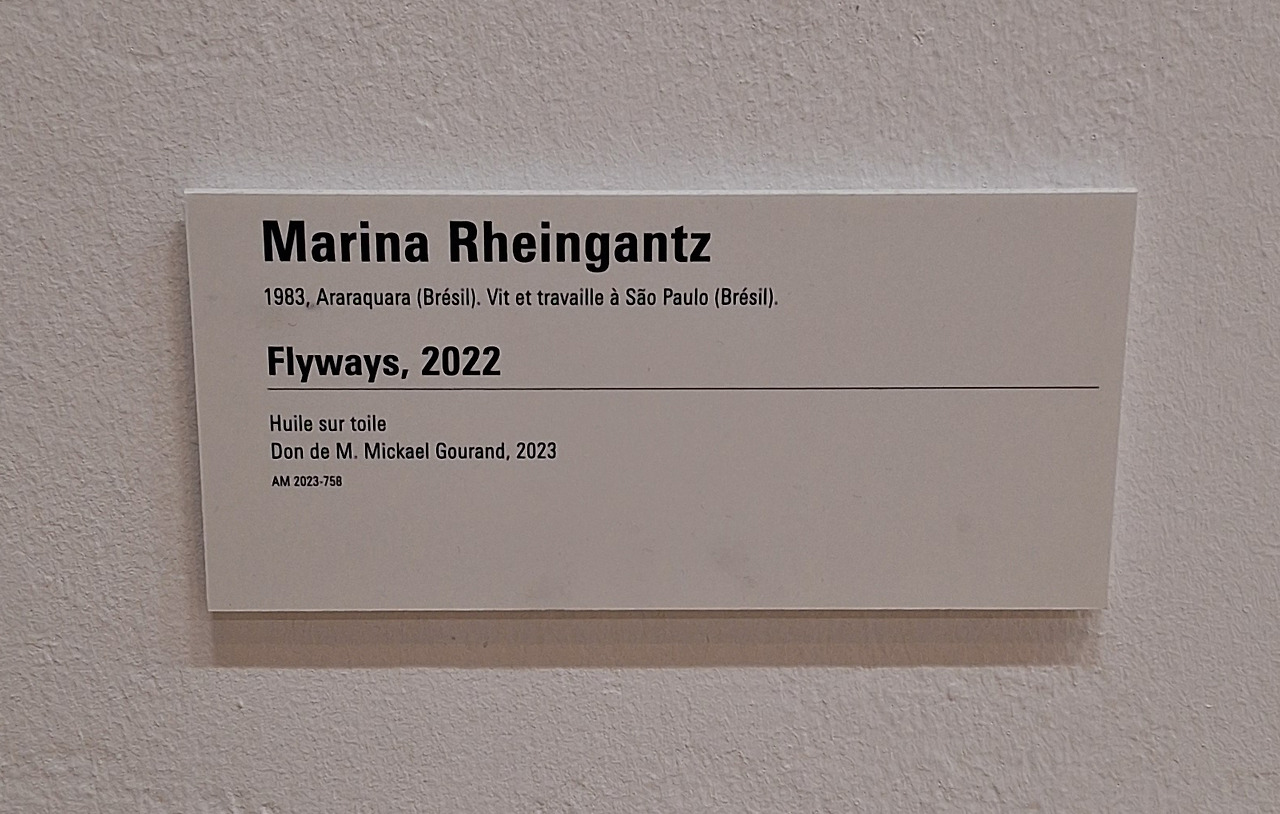 Marina Rheingantz
1983, Araraquara (Brésil). Vit et travaille à São Paulo (Brésil).
Flyways, 2022
Huile sur toile
Don de M. Mickael Gourand, 2023
AM 2023-758